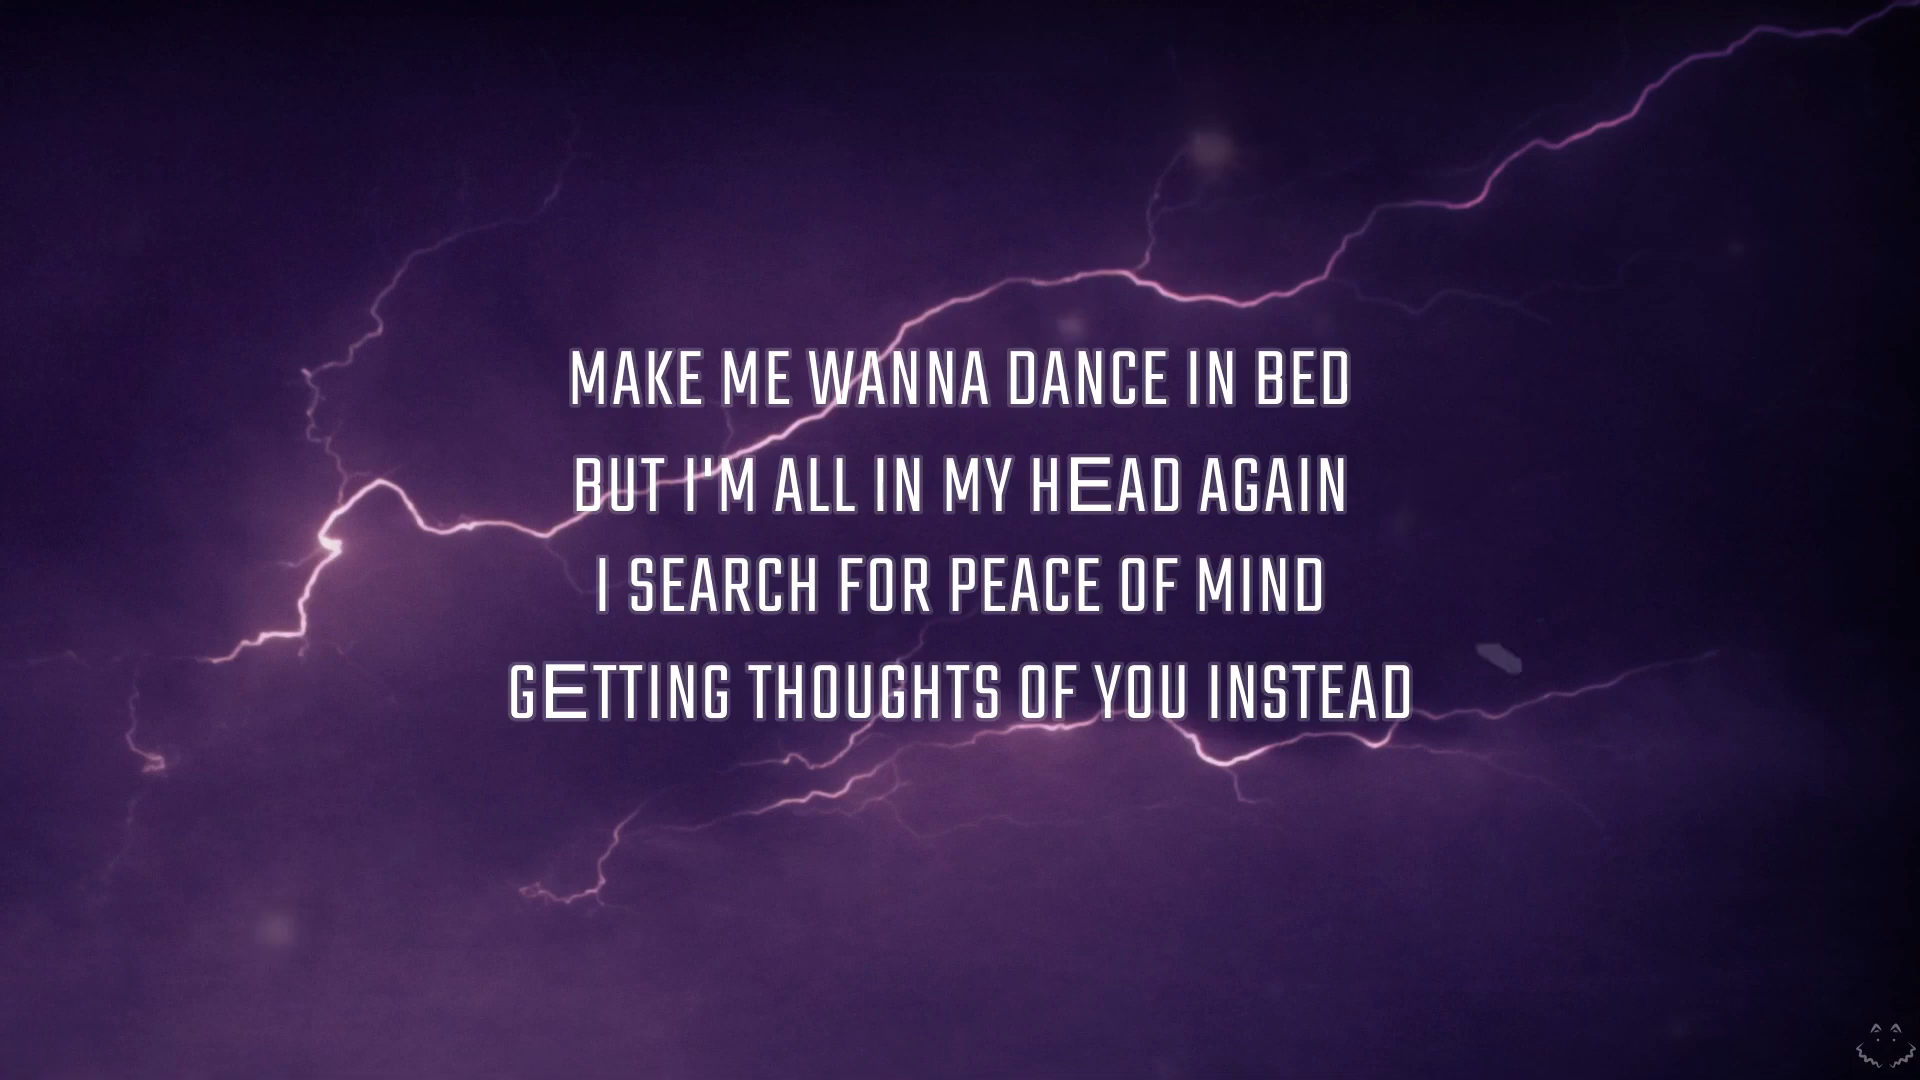 MAKE ME WANNA DANCE IN BED
BUT I'M ALL IN MY HEAD AGAIN
I SEARCH FOR PEACE OF MIND
GETTING THOUGHTS OF YOU INSTEAD